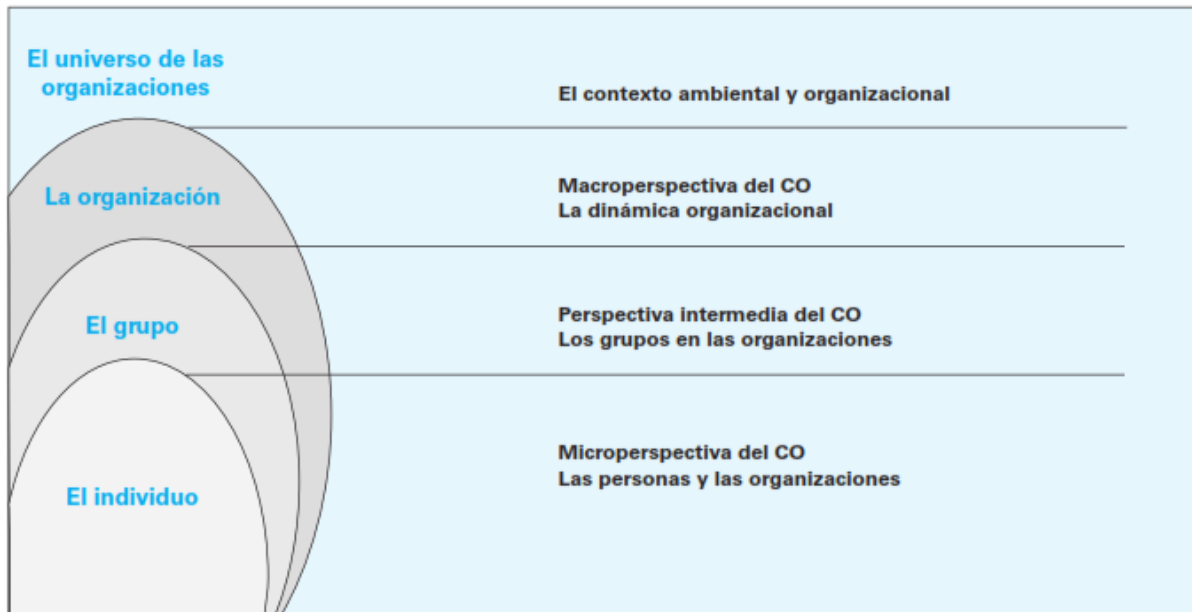 El universo de las
organizaciones
El contexto ambiental y organizacional
La organización
Macroperspectiva del CO
La dinámica organizacional
El grupo
Perspectiva intermedia del CO
Los grupos en las organizaciones
El individuo
Microperspectiva del CO
Las personas y las organizaciones